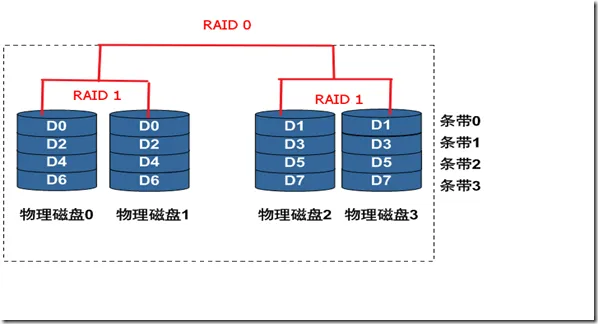 RAID 0
RAID 1
RAID 1
D0 D0 D1 D1 条带0
D2 D2 D3 D3 条带1
D4 D4 D5 D5 条带2
D6 D6 D7 D7 条带3
物理磁盘0 物理磁盘1 物理磁盘2 物理磁盘3